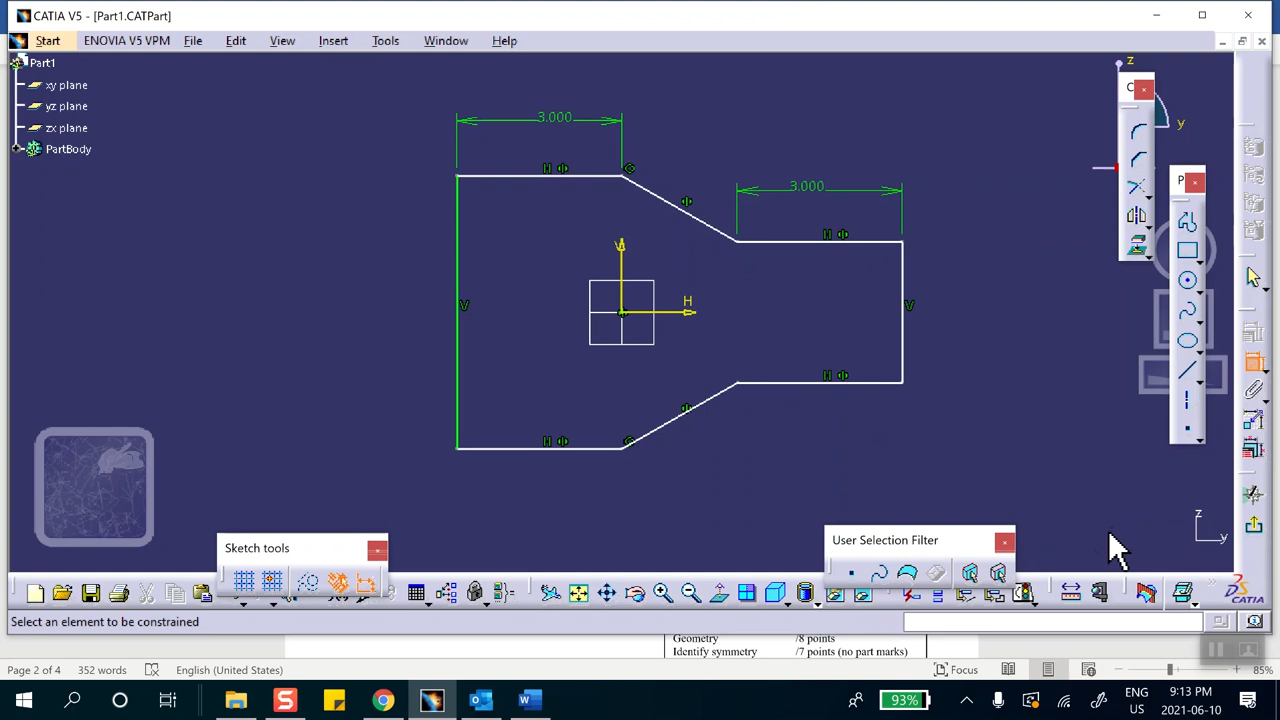 CATIA V5 - [Part1.CATPart]
Start ENOVIA V5 VPM File Edit View Insert Tools Window Help
Part1
xy plane
yz plane
zx plane
PartBody
z
y
C
P
3.000
3.000
H
H
V
V
V
H
H
H
Sketch tools
User Selection Filter
z
y
CATIA
Select an element to be constrained
Geometry /8 points
Identify symmetry /7 points (no part marks)
Page 2 of 4 352 words English (United States) Focus 85%
93% ENG US 9:13 PM 2021-06-10